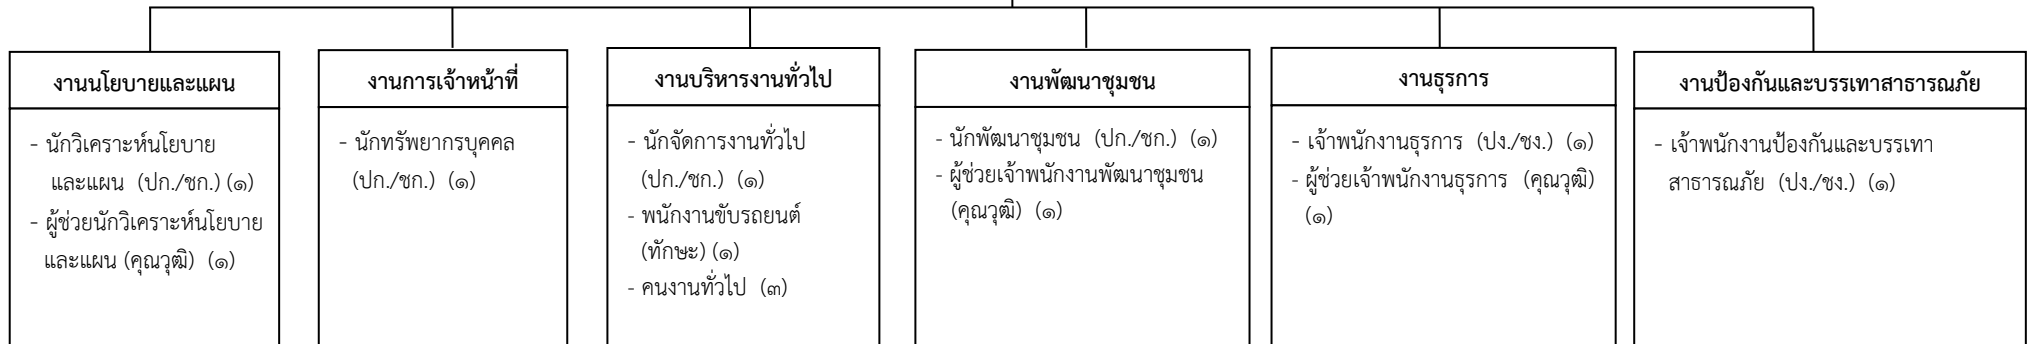 งานนโยบายและแผน
- นักวิเคราะห์นโยบาย
และแผน (ปก./ชก.) (๑)
- ผู้ช่วยนักวิเคราะห์นโยบาย
และแผน (คุณวุฒิ) (๑)
งานการเจ้าหน้าที่
- นักทรัพยากรบุคคล
(ปก./ชก.) (๑)
งานบริหารงานทั่วไป
- นักจัดการงานทั่วไป
(ปก./ชก.) (๑)
- พนักงานขับรถยนต์
(ทักษะ) (๑)
- คนงานทั่วไป (๓)
งานพัฒนาชุมชน
- นักพัฒนาชุมชน (ปก./ชก.) (๑)
- ผู้ช่วยเจ้าพนักงานพัฒนาชุมชน
(คุณวุฒิ) (๑)
งานธุรการ
- เจ้าพนักงานธุรการ (ปง./ชง.) (๑)
- ผู้ช่วยเจ้าพนักงานธุรการ (คุณวุฒิ)
(๑)
งานป้องกันและบรรเทาสาธารณภัย
- เจ้าพนักงานป้องกันและบรรเทา
สาธารณภัย (ปง./ชง.) (๑)